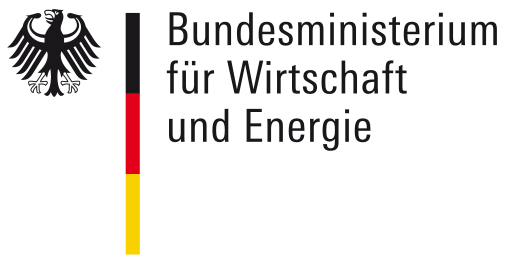 Bundesministerium
für Wirtschaft
und Energie